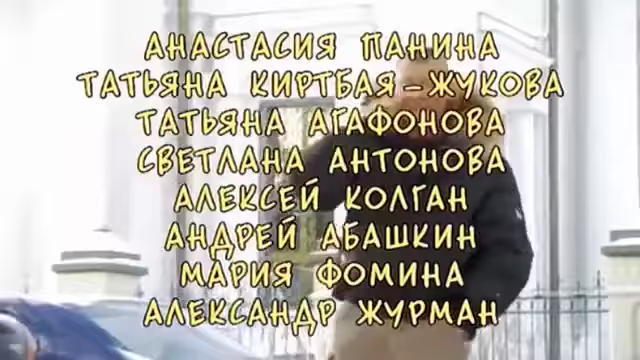 АНАСТАСИЯ ПАНИНА
ТАТЬЯНА КИРТБАЯ-ЖУКОВА
ТАТЬЯНА АГАФОНОВА
СВЕТЛАНА АНТОНОВА
АЛЕКСЕЙ КОЛГАН
АНДРЕЙ АБАШКИН
МАРИЯ ФОМИНА
АЛЕКСАНДР ЖУРМАН